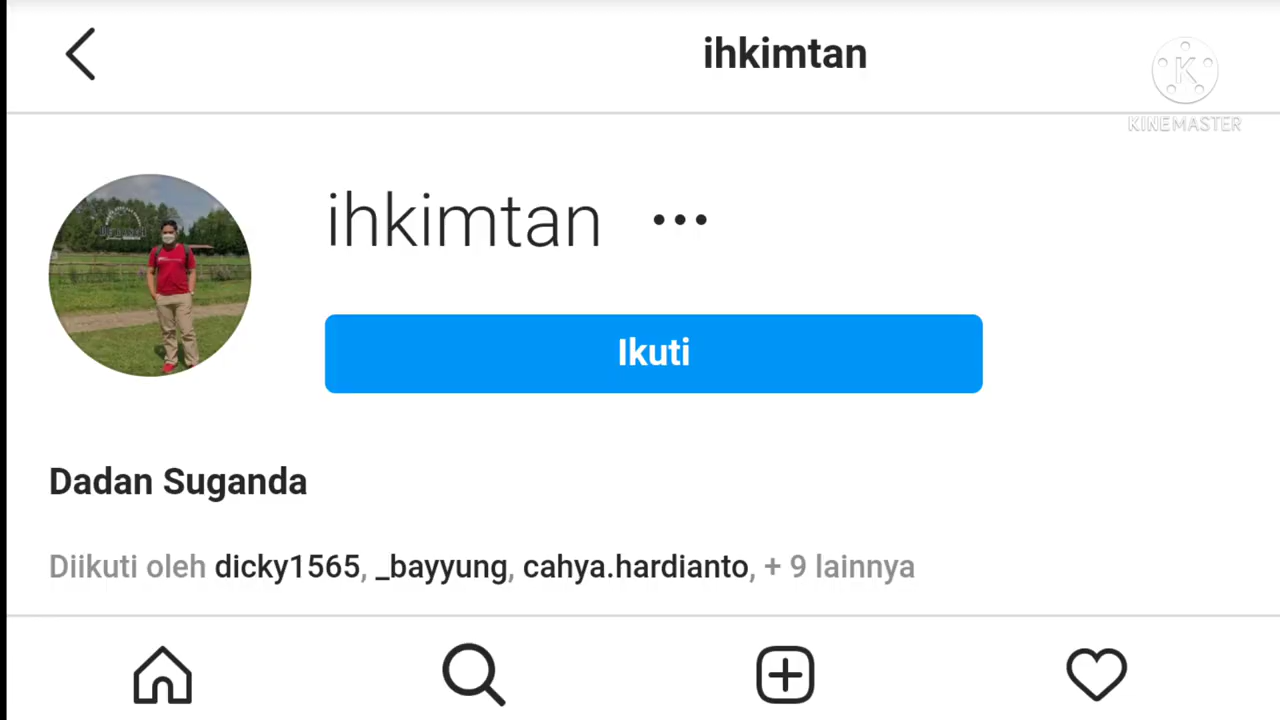 ihkimtan
KINEMASTER
ihkimtan
Ikuti
Dadan Suganda
Diikuti oleh dicky1565, _bayyung, cahya.hardianto, + 9 lainnya